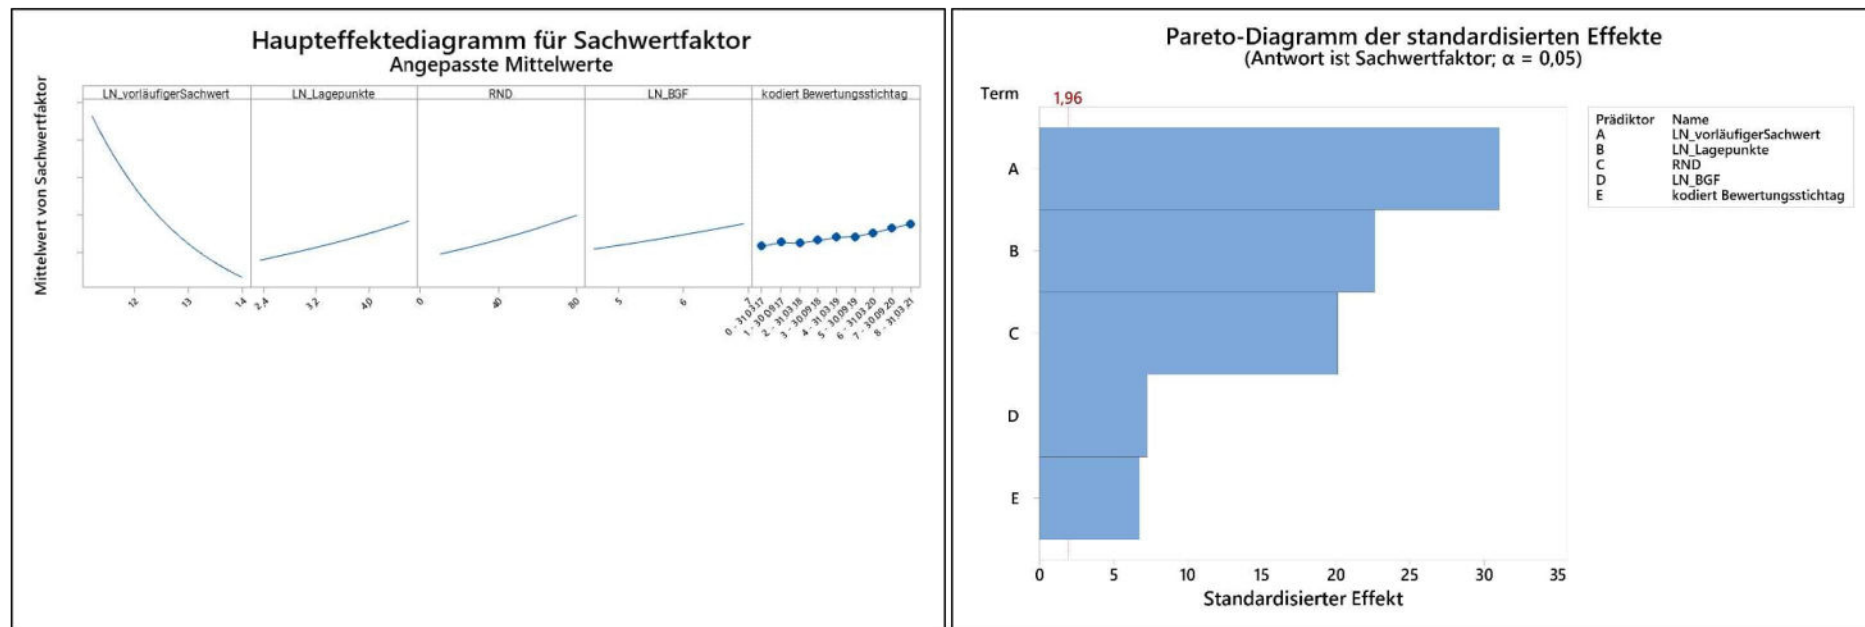 Haupteffektediagramm für Sachwertfaktor
Angepasste Mittelwerte
Mittelwert von Sachwertfaktor
LN_vorläufigerSachwert LN_Lagepunkte RND LN_BGF kodiert Bewertungsstichtag
12 13 14 2,4 3,2 4,0 0 40 80 5 6 7
0 - 31.03.17
1 - 30.09.17
2 - 31.03.18
3 - 30.09.18
4 - 31.03.19
5 - 30.09.19
6 - 31.03.20
7 - 30.09.20
8 - 31.03.21
Pareto-Diagramm der standardisierten Effekte
(Antwort ist Sachwertfaktor; α = 0,05)
Term
1,96
A
B
C
D
E
0 5 10 15 20 25 30 35
Standardisierter Effekt
Prädiktor Name
A LN_vorläufigerSachwert
B LN_Lagepunkte
C RND
D LN_BGF
E kodiert Bewertungsstichtag